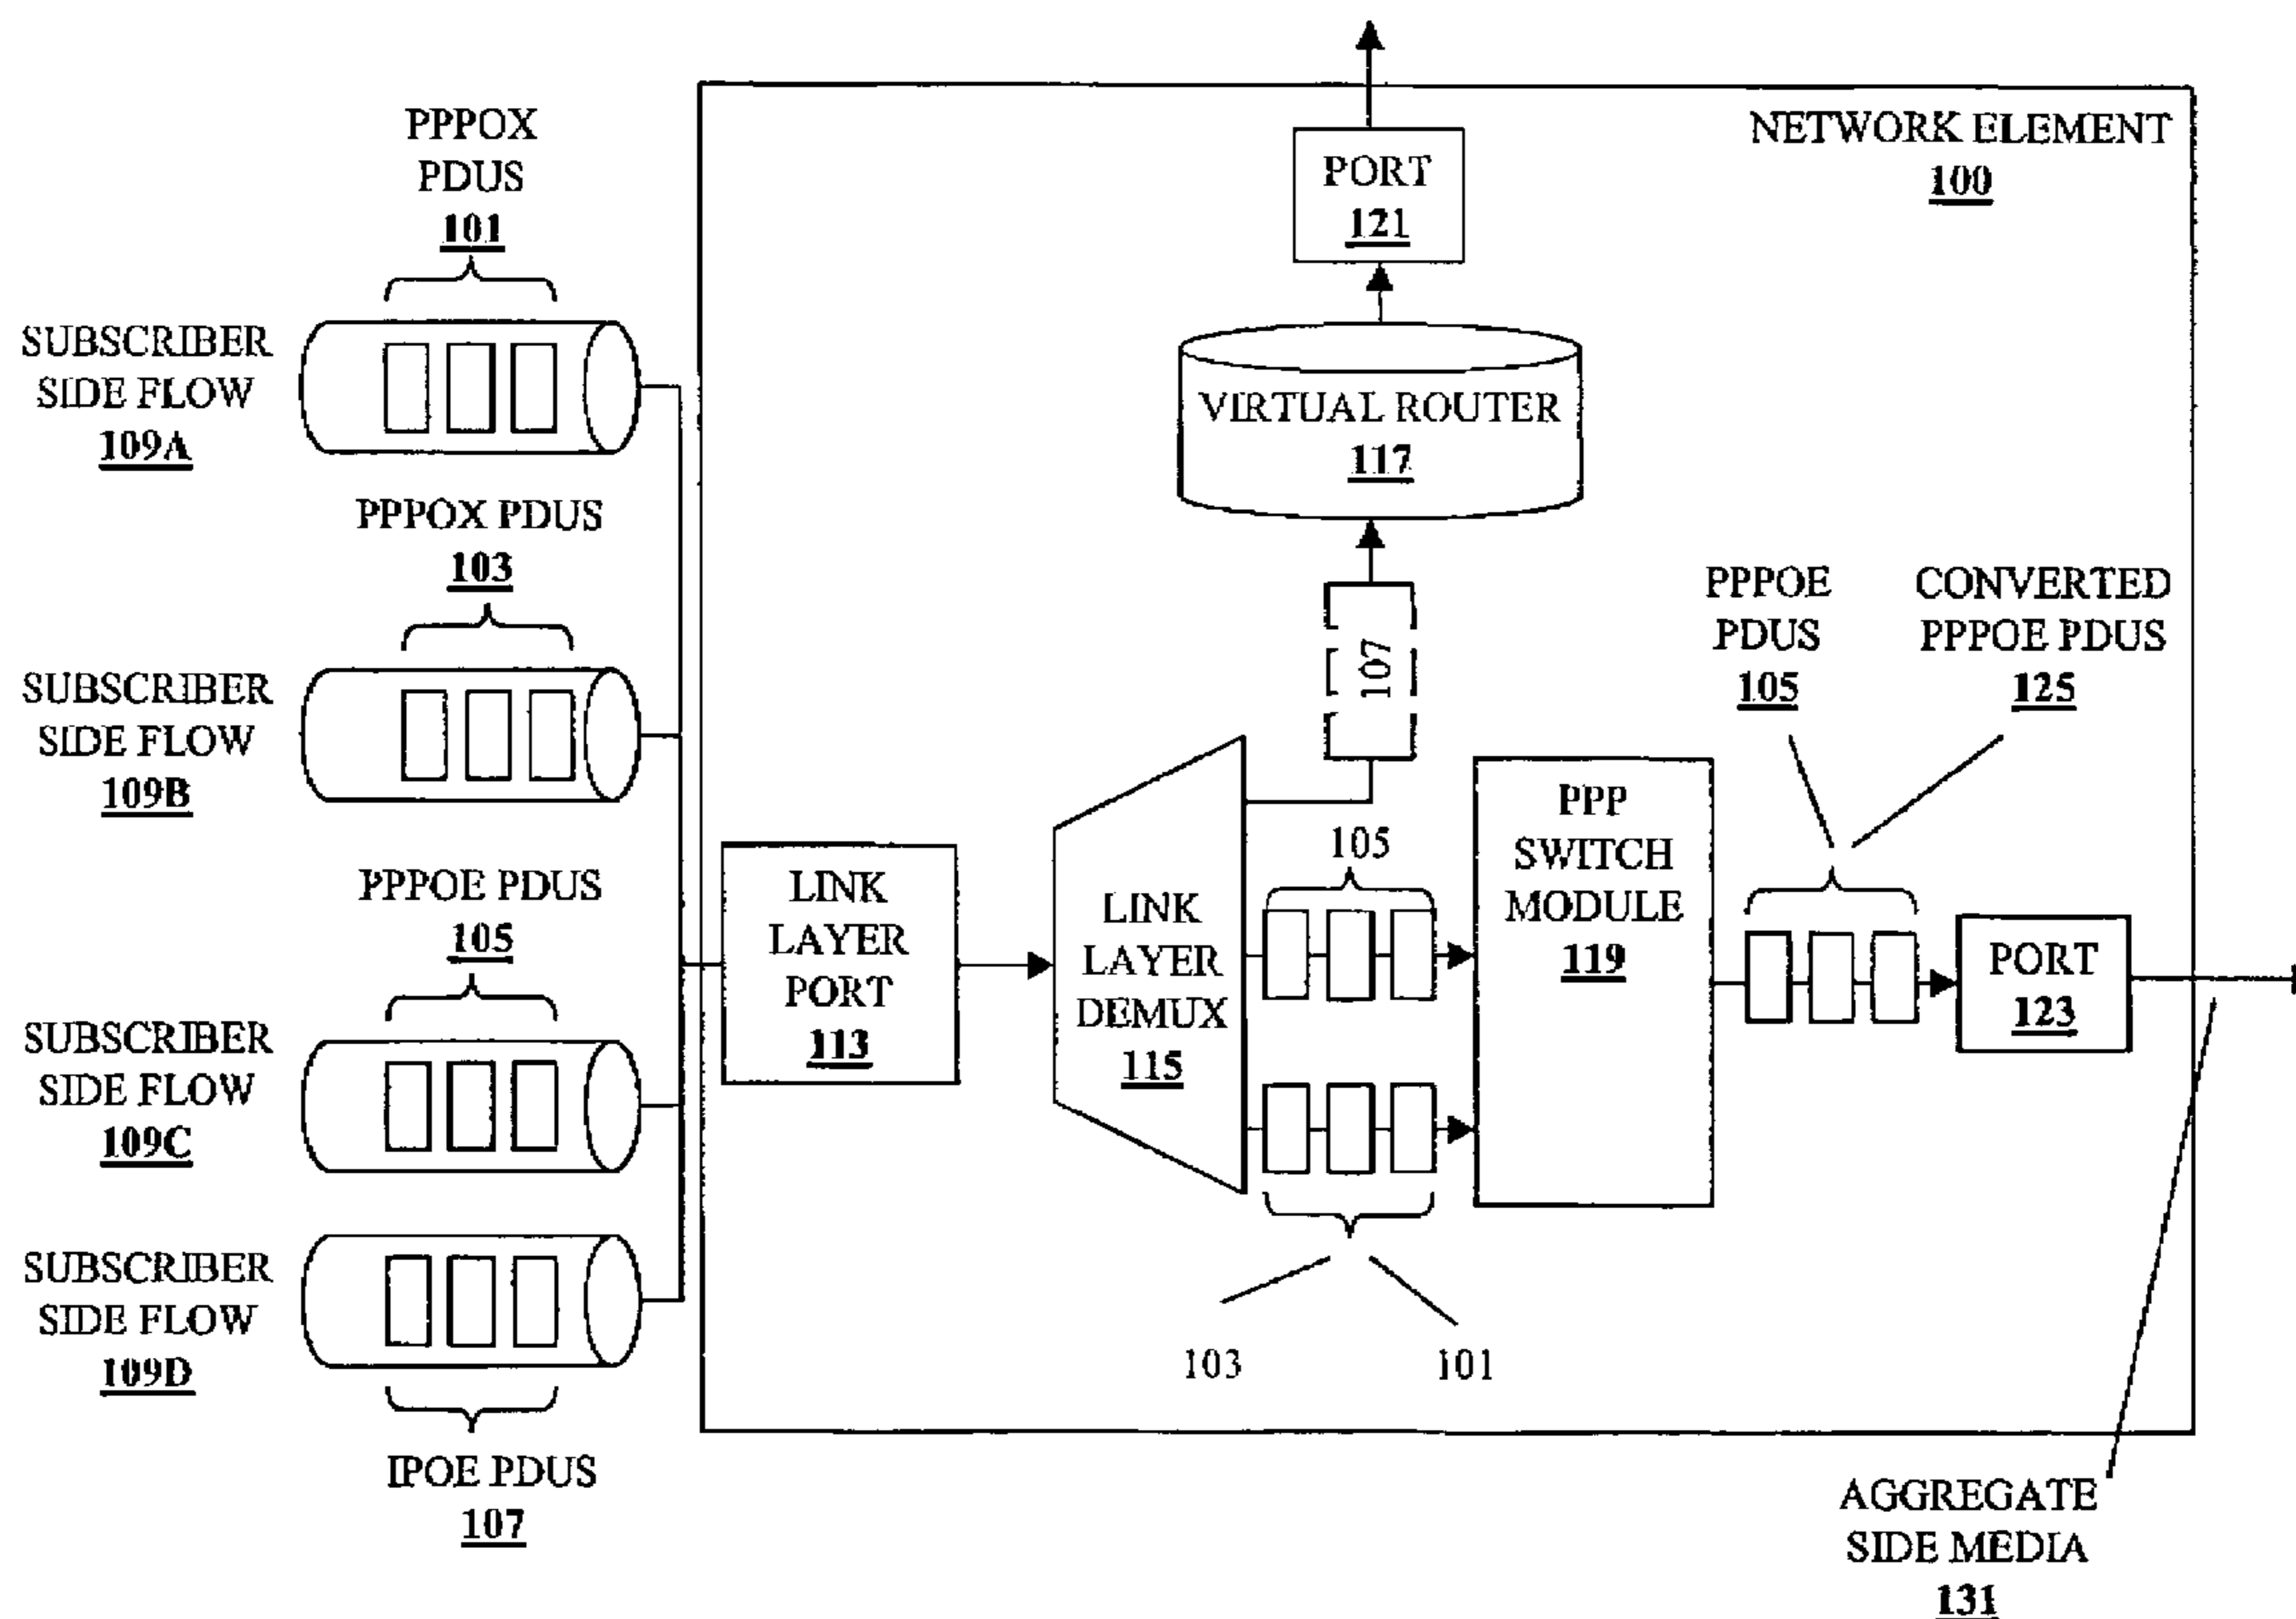 PPPOX
PDUS
101
SUBSCRIBER
SIDE FLOW
109A
PPPOX PDUS
103
SUBSCRIBER
SIDE FLOW
109B
PPPOE PDUS
105
SUBSCRIBER
SIDE FLOW
109C
SUBSCRIBER
SIDE FLOW
109D
IPOE PDUS
107
NETWORK ELEMENT
100
PORT
121
VIRTUAL ROUTER
117
107
LINK
LAYER
PORT
113
LINK
LAYER
DEMUX
115
105
103
101
PPP
SWITCH
MODULE
119
PPPOE
PDUS
105
CONVERTED
PPPOE PDUS
125
PORT
123
AGGREGATE
SIDE MEDIA
131